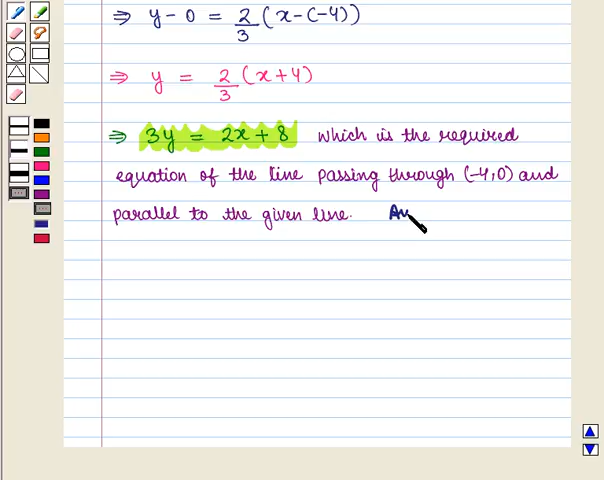 ⇒ y - 0 = 2/3 (x - (-4))
⇒ y = 2/3 (x + 4)
⇒ 3y = 2x + 8 which is the required
equation of the line passing through (-4,0) and
parallel to the given line.